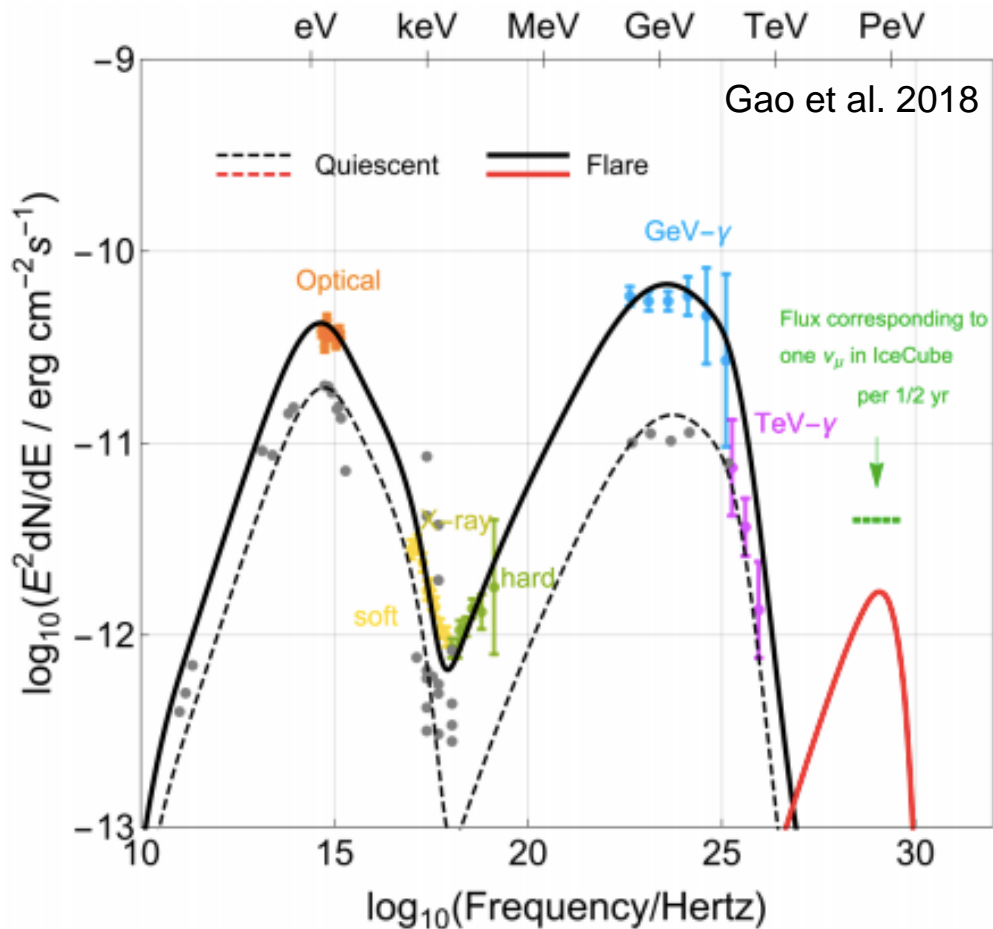 eV keV MeV GeV TeV PeV
-9
Gao et al. 2018
Quiescent Flare
-10
GeV-γ
Optical
Flux corresponding to
one νμ in IceCube
per 1/2 yr
-11
TeV-γ
X-ray
hard
soft
-12
-13
10 15 20 25 30
log₁₀(E²dN/dE / erg cm⁻²s⁻¹)
log₁₀(Frequency/Hertz)